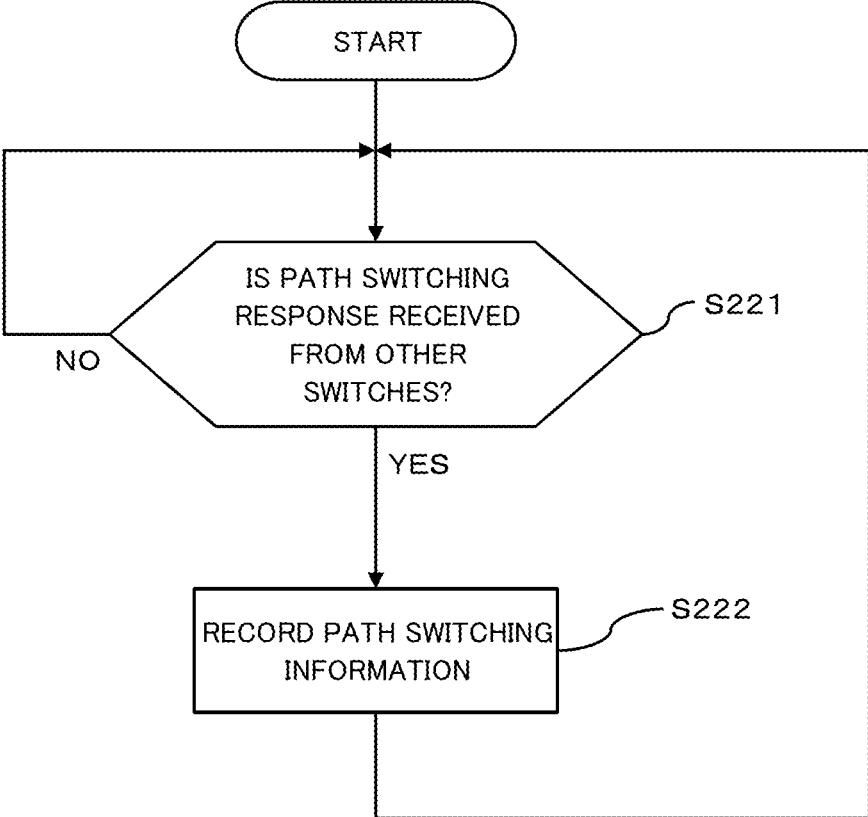 START
IS PATH SWITCHING
RESPONSE RECEIVED
FROM OTHER
SWITCHES?
S221
NO
YES
RECORD PATH SWITCHING
INFORMATION
S222